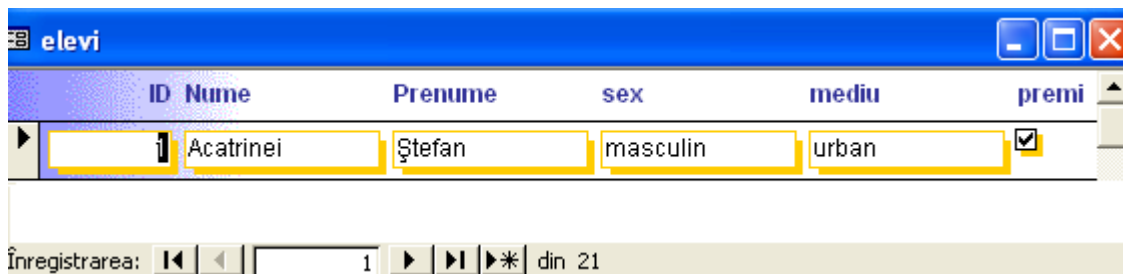 elevi
ID Nume Prenume sex mediu premi
1 Acatrinei Ştefan masculin urban
Înregistrarea: 1 din 21